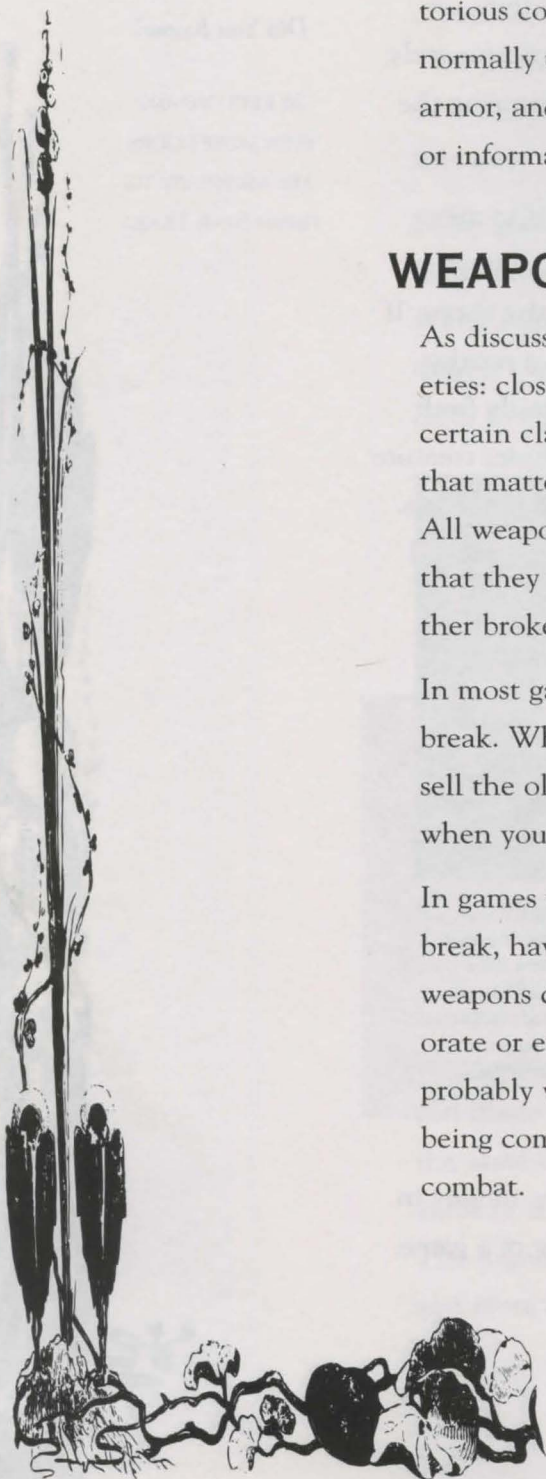 torious co
normally
armor, and
or informa
WEAPO
As discuss
eties: clos
certain cla
that matte
All weapo
that they
ther broke
In most ga
break. Wh
sell the ol
when you
In games
break, hav
weapons
orate or e
probably
being com
combat.